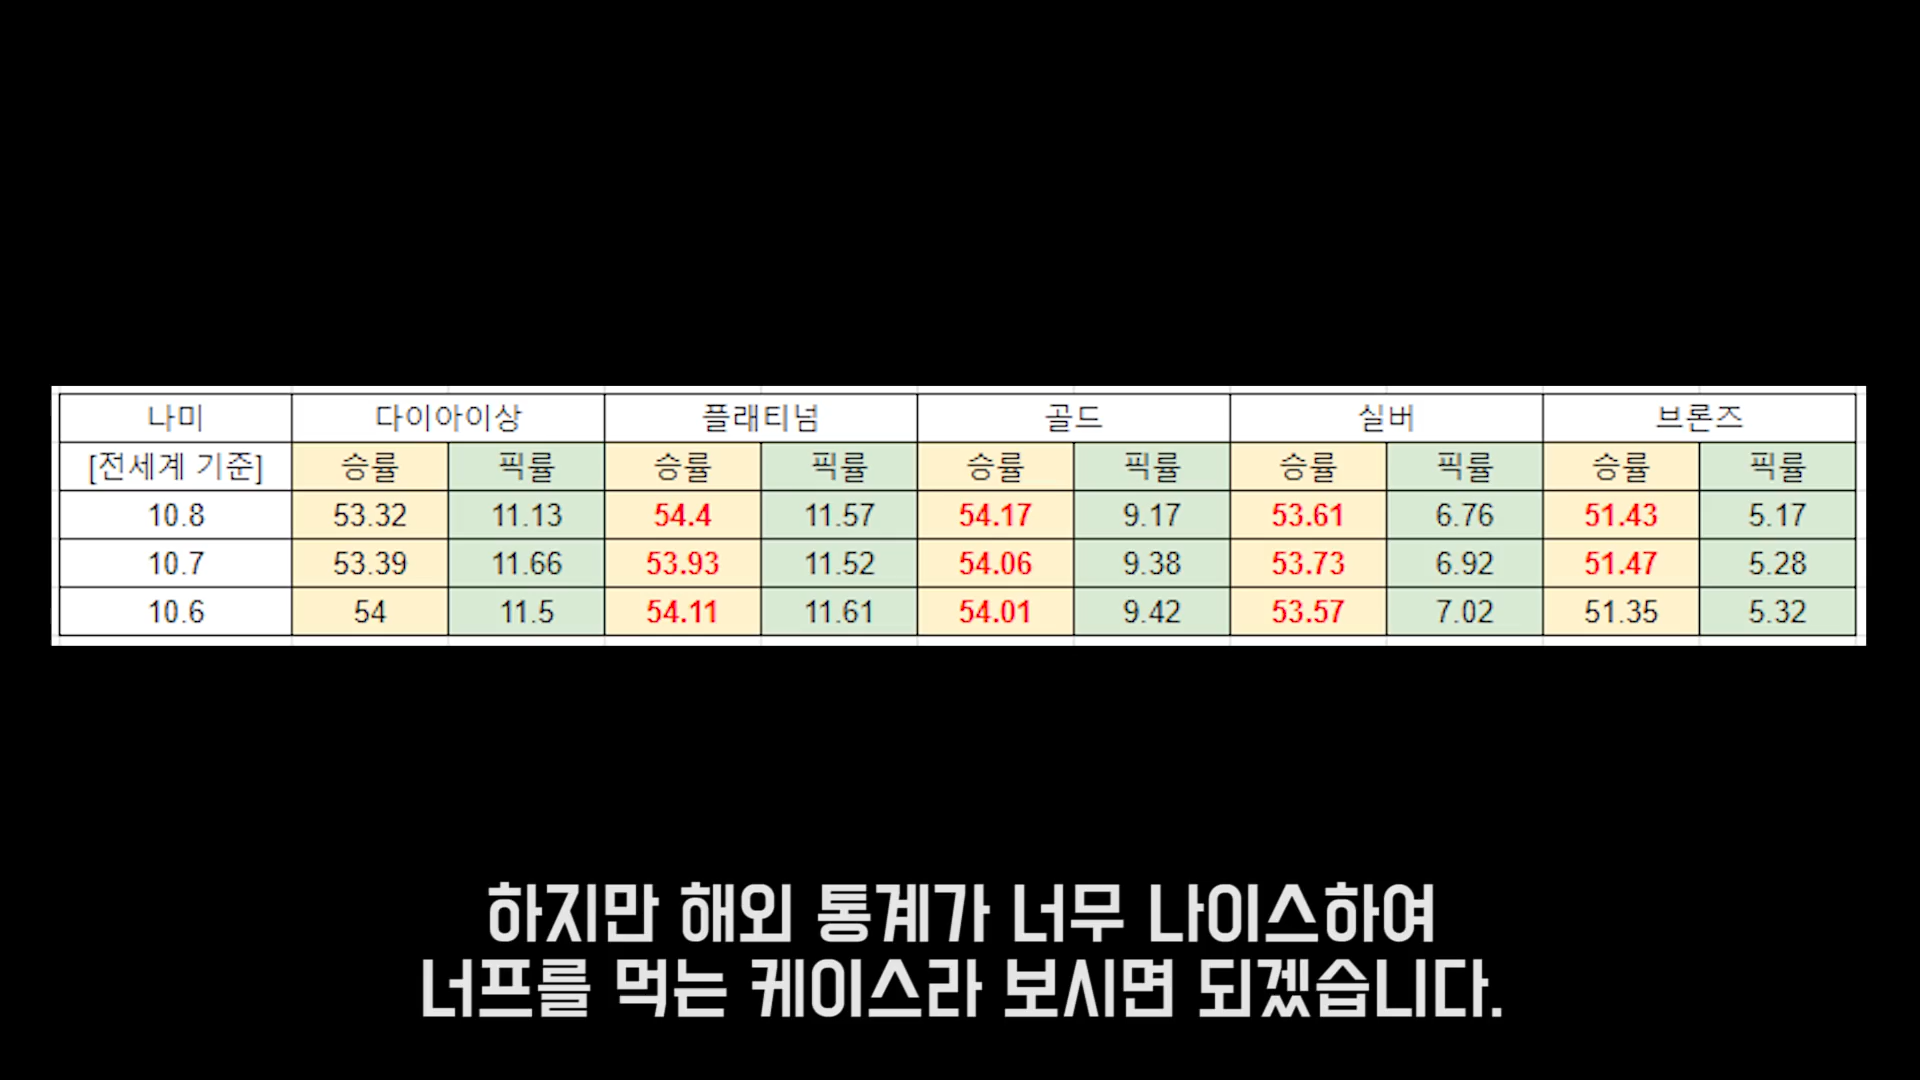 나미 다이아이상 플래티넘 골드 실버 브론즈
[전세계 기준] 승률 픽률 승률 픽률 승률 픽률 승률 픽률 승률 픽률
10.8 53.32 11.13 54.4 11.57 54.17 9.17 53.61 6.76 51.43 5.17
10.7 53.39 11.66 53.93 11.52 54.06 9.38 53.73 6.92 51.47 5.28
10.6 54 11.5 54.11 11.61 54.01 9.42 53.57 7.02 51.35 5.32
하지만 해외 통계가 너무 나이스하여
너프를 먹는 케이스라 보시면 되겠습니다.